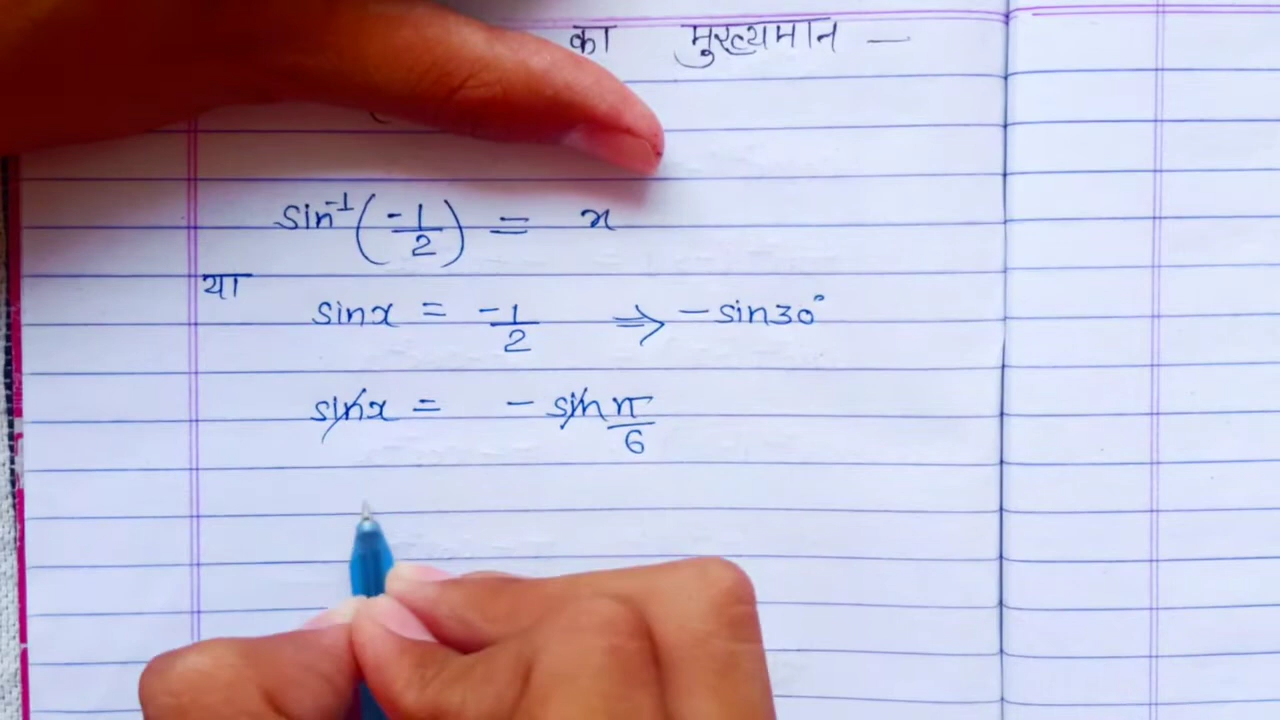 का मुख्यमान —
sin⁻¹(-1/2) = x
या
sinx = -1/2 ⇒ -sin30°
sinx = - sin π/6